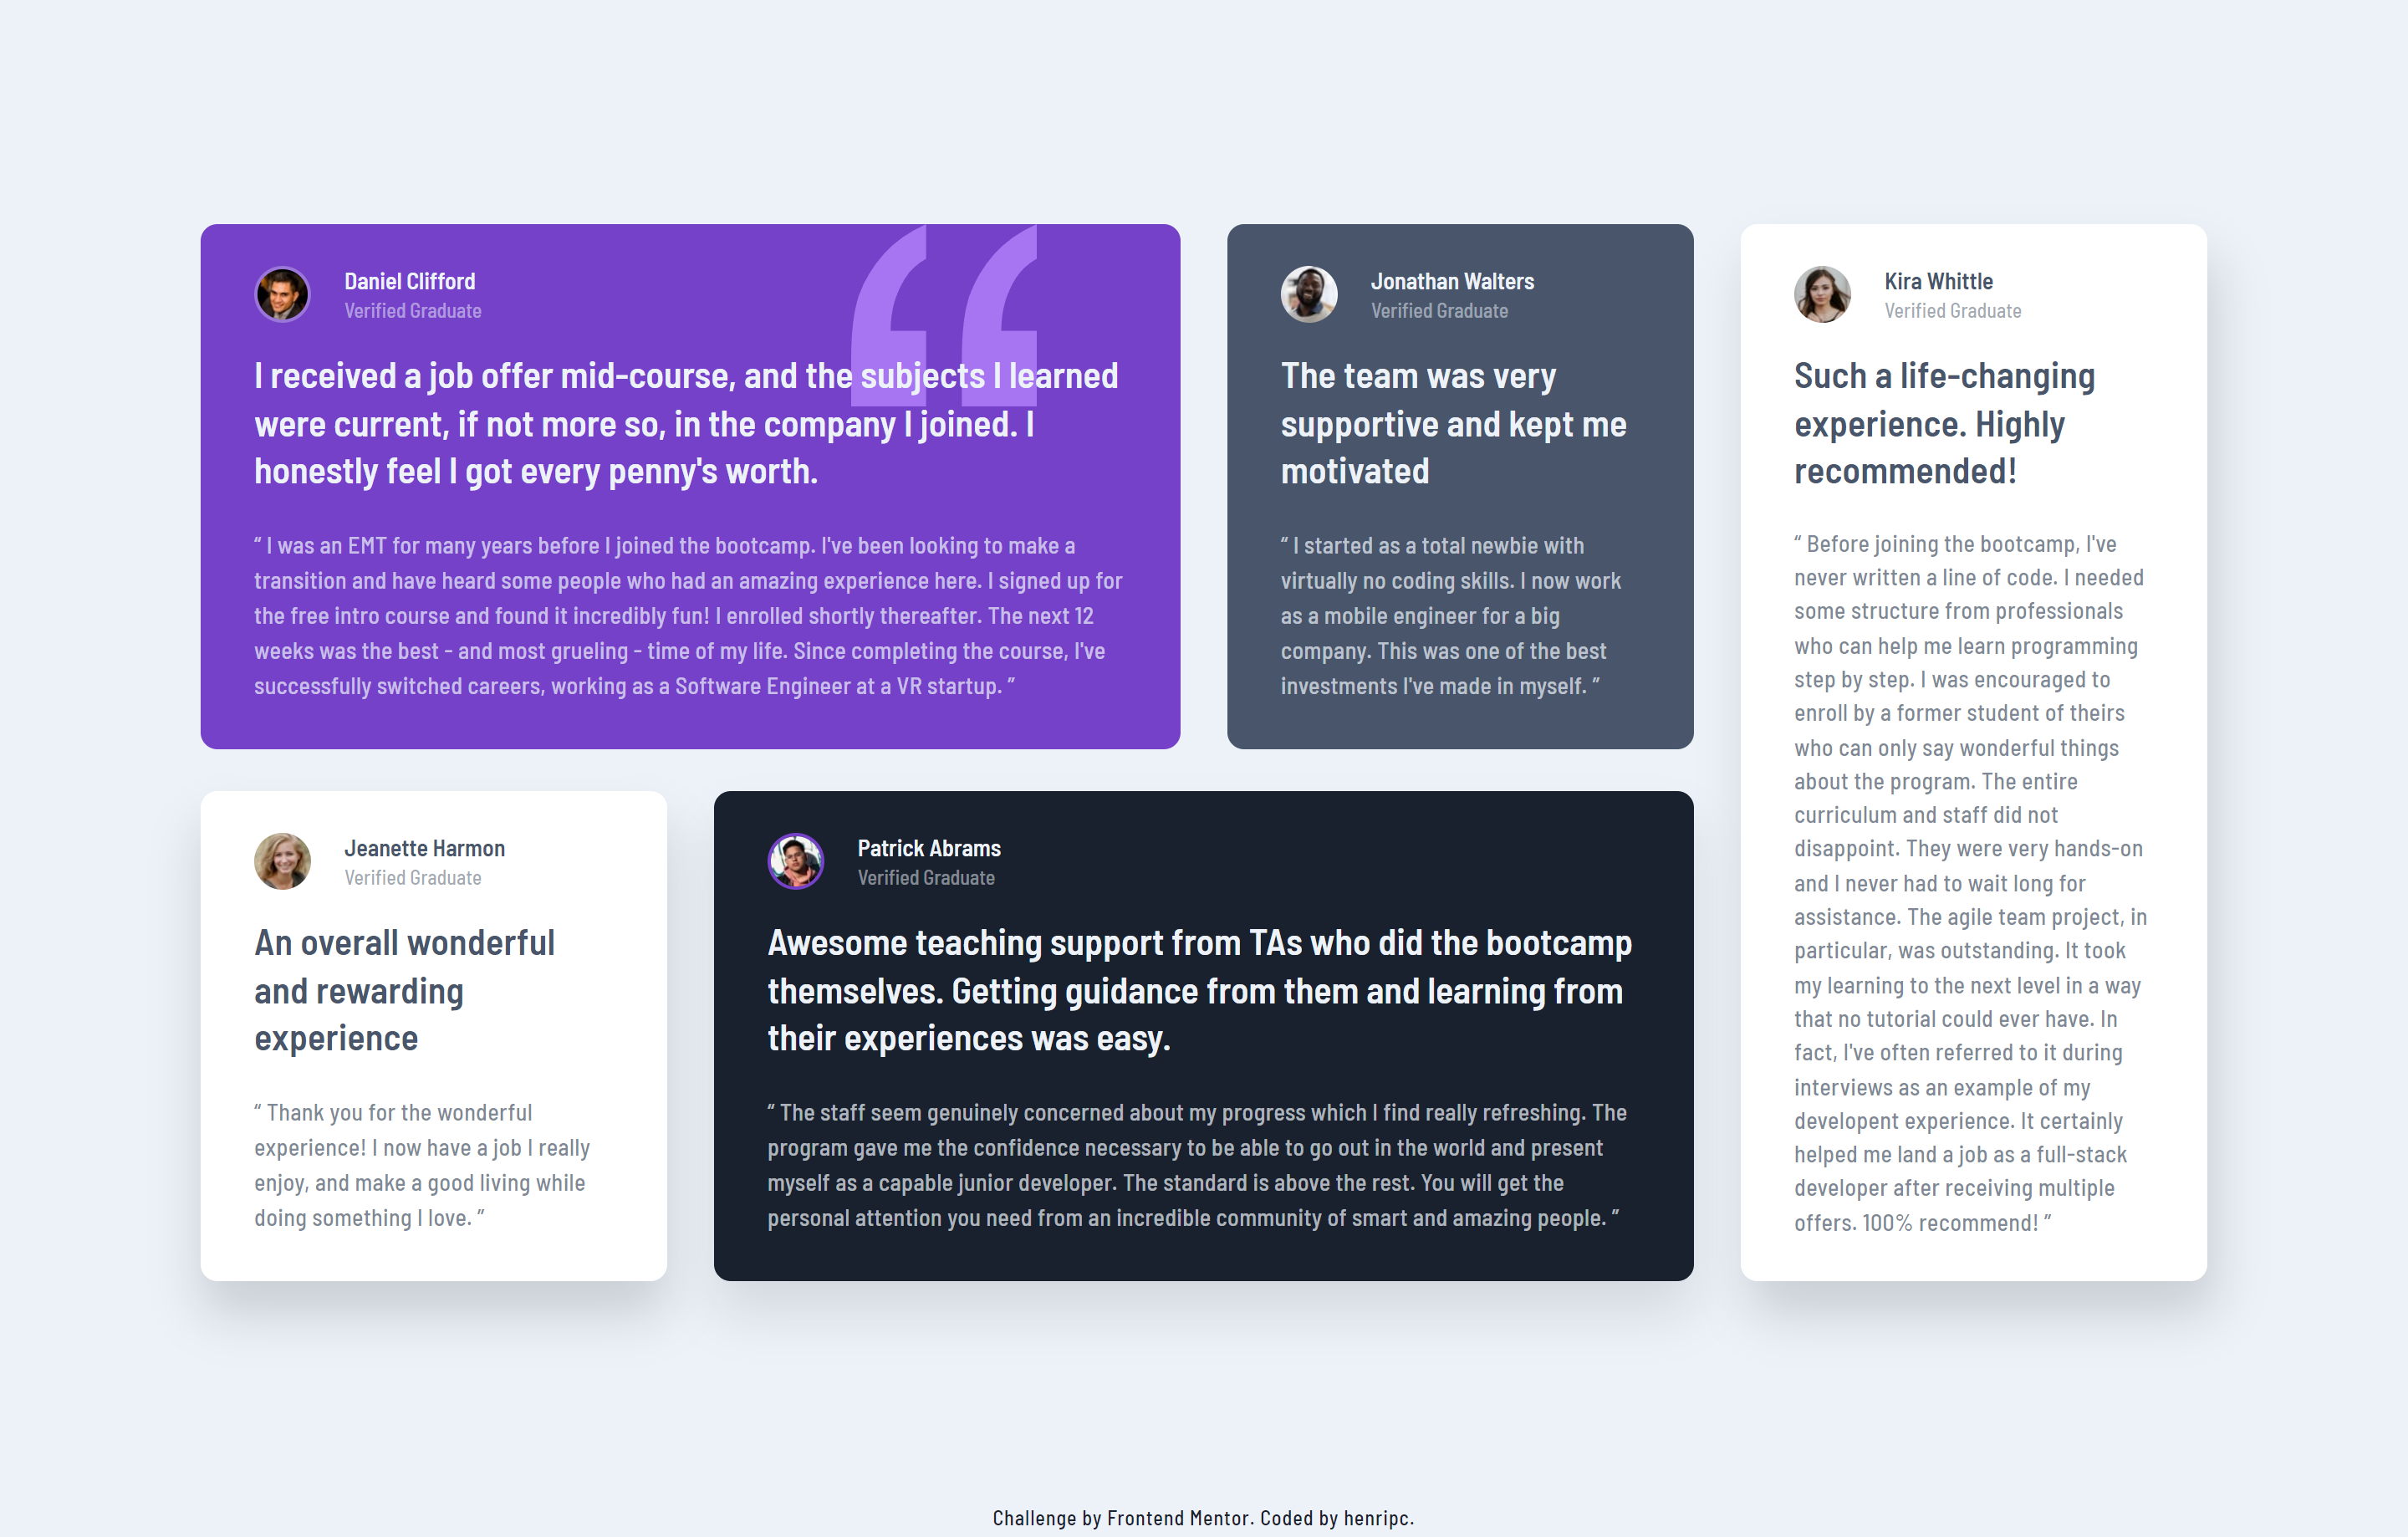 Daniel Clifford
Verified Graduate
I received a job offer mid-course, and the subjects I learned
were current, if not more so, in the company I joined. I
honestly feel I got every penny's worth.
“ I was an EMT for many years before I joined the bootcamp. I've been looking to make a
transition and have heard some people who had an amazing experience here. I signed up for
the free intro course and found it incredibly fun! I enrolled shortly thereafter. The next 12
weeks was the best - and most grueling - time of my life. Since completing the course, I've
successfully switched careers, working as a Software Engineer at a VR startup. ”
Jonathan Walters
Verified Graduate
The team was very
supportive and kept me
motivated
“ I started as a total newbie with
virtually no coding skills. I now work
as a mobile engineer for a big
company. This was one of the best
investments I've made in myself. ”
Kira Whittle
Verified Graduate
Such a life-changing
experience. Highly
recommended!
“ Before joining the bootcamp, I've
never written a line of code. I needed
some structure from professionals
who can help me learn programming
step by step. I was encouraged to
enroll by a former student of theirs
who can only say wonderful things
about the program. The entire
curriculum and staff did not
disappoint. They were very hands-on
and I never had to wait long for
assistance. The agile team project, in
particular, was outstanding. It took
my learning to the next level in a way
that no tutorial could ever have. In
fact, I've often referred to it during
interviews as an example of my
developent experience. It certainly
helped me land a job as a full-stack
developer after receiving multiple
offers. 100% recommend! ”
Jeanette Harmon
Verified Graduate
An overall wonderful
and rewarding
experience
“ Thank you for the wonderful
experience! I now have a job I really
enjoy, and make a good living while
doing something I love. ”
Patrick Abrams
Verified Graduate
Awesome teaching support from TAs who did the bootcamp
themselves. Getting guidance from them and learning from
their experiences was easy.
“ The staff seem genuinely concerned about my progress which I find really refreshing. The
program gave me the confidence necessary to be able to go out in the world and present
myself as a capable junior developer. The standard is above the rest. You will get the
personal attention you need from an incredible community of smart and amazing people. ”
Challenge by Frontend Mentor. Coded by henripc.